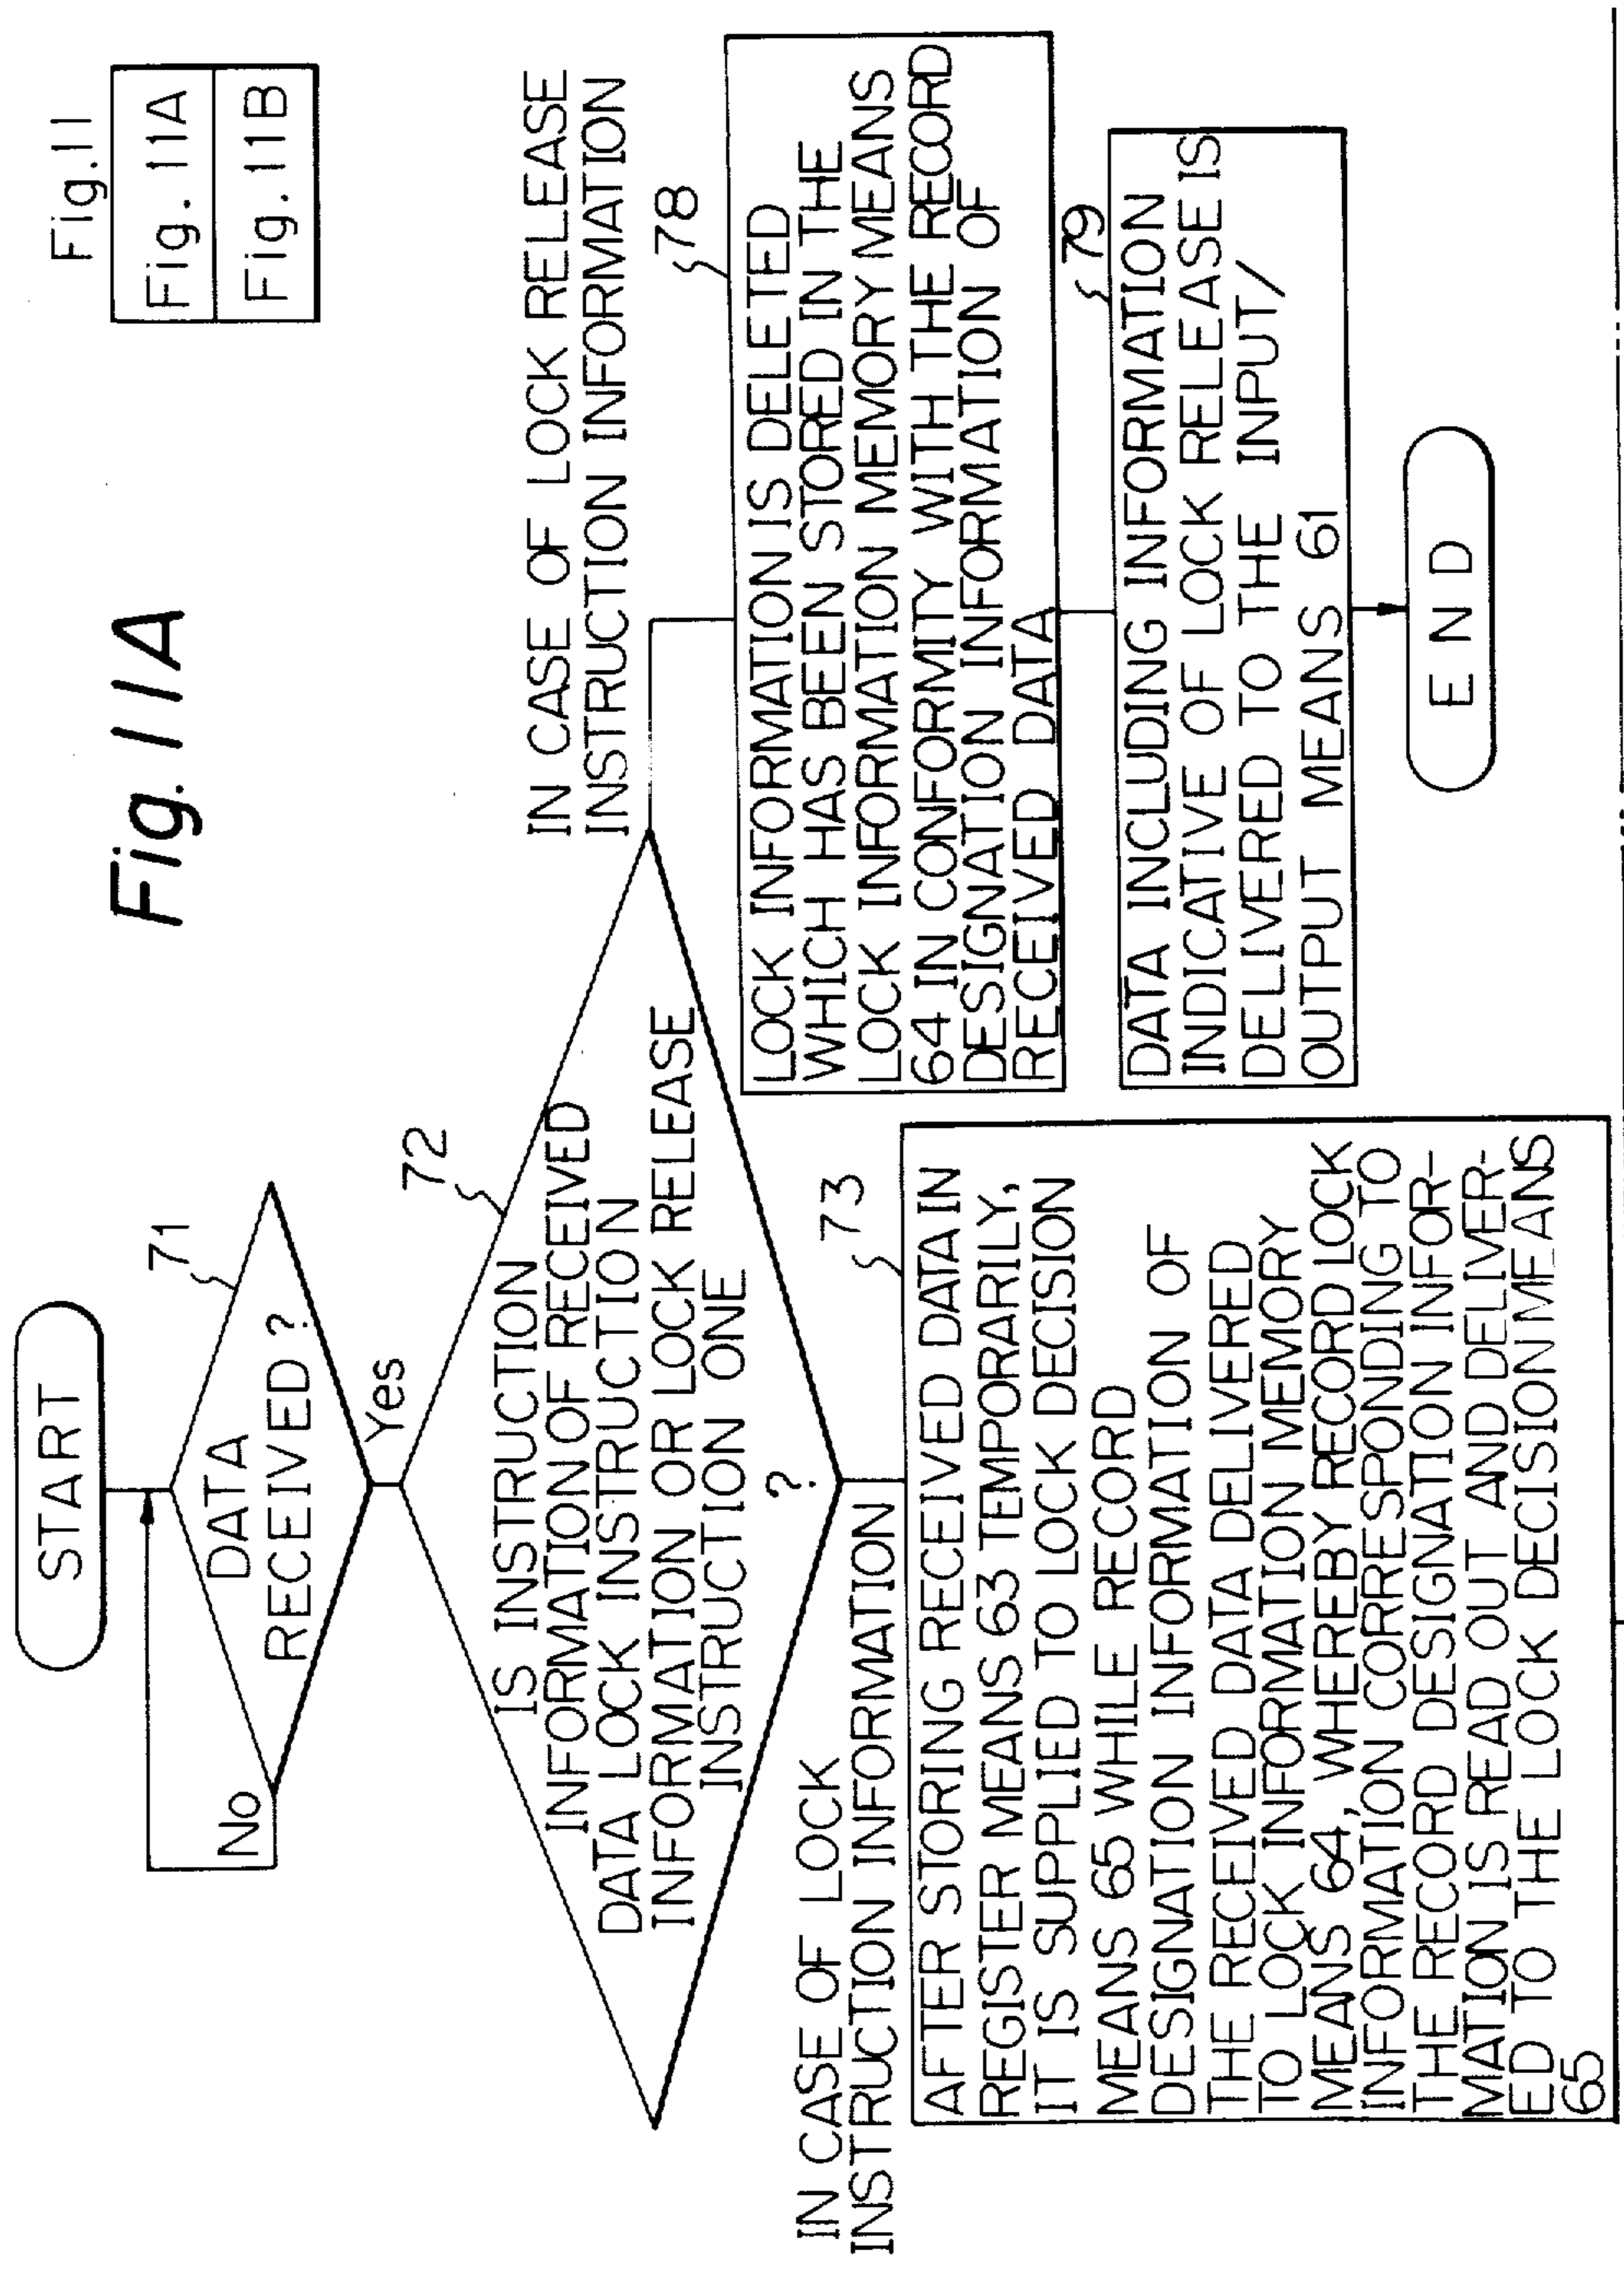 Fig. 11A
Fig.11
Fig. 11A
Fig. 11B
START
71
DATA
RECEIVED ?
No
Yes
72
IS INSTRUCTION
INFORMATION OF RECEIVED
DATA LOCK INSTRUCTION
INFORMATION OR LOCK RELEASE
INSTRUCTION ONE
?
IN CASE OF LOCK RELEASE
INSTRUCTION INFORMATION
78
LOCK INFORMATION IS DELETED
WHICH HAS BEEN STORED IN THE
LOCK INFORMATION MEMORY MEANS
64 IN CONFORMITY WITH THE RECORD
DESIGNATION INFORMATION OF
RECEIVED DATA
79
DATA INCLUDING INFORMATION
INDICATIVE OF LOCK RELEASE IS
DELIVERED TO THE INPUT/
OUTPUT MEANS 61
END
IN CASE OF LOCK
INSTRUCTION INFORMATION
73
AFTER STORING RECEIVED DATA IN
REGISTER MEANS 63 TEMPORARILY,
IT IS SUPPLIED TO LOCK DECISION
MEANS 65 WHILE RECORD
DESIGNATION INFORMATION OF
THE RECEIVED DATA DELIVERED
TO LOCK INFORMATION MEMORY
MEANS 64, WHEREBY RECORD LOCK
INFORMATION CORRESPONDING TO
THE RECORD DESIGNATION INFOR-
MATION IS READ OUT AND DELIVER-
ED TO THE LOCK DECISION MEANS
65